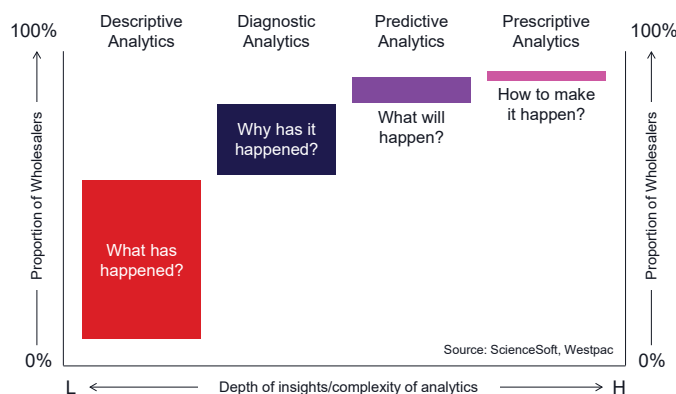 Descriptive
Analytics
Diagnostic
Analytics
Predictive
Analytics
Prescriptive
Analytics
100%
100%
Proportion of Wholesalers
Proportion of Wholesalers
What has
happened?
Why has it
happened?
What will
happen?
How to make
it happen?
Source: ScienceSoft, Westpac
0%
0%
L
Depth of insights/complexity of analytics
H